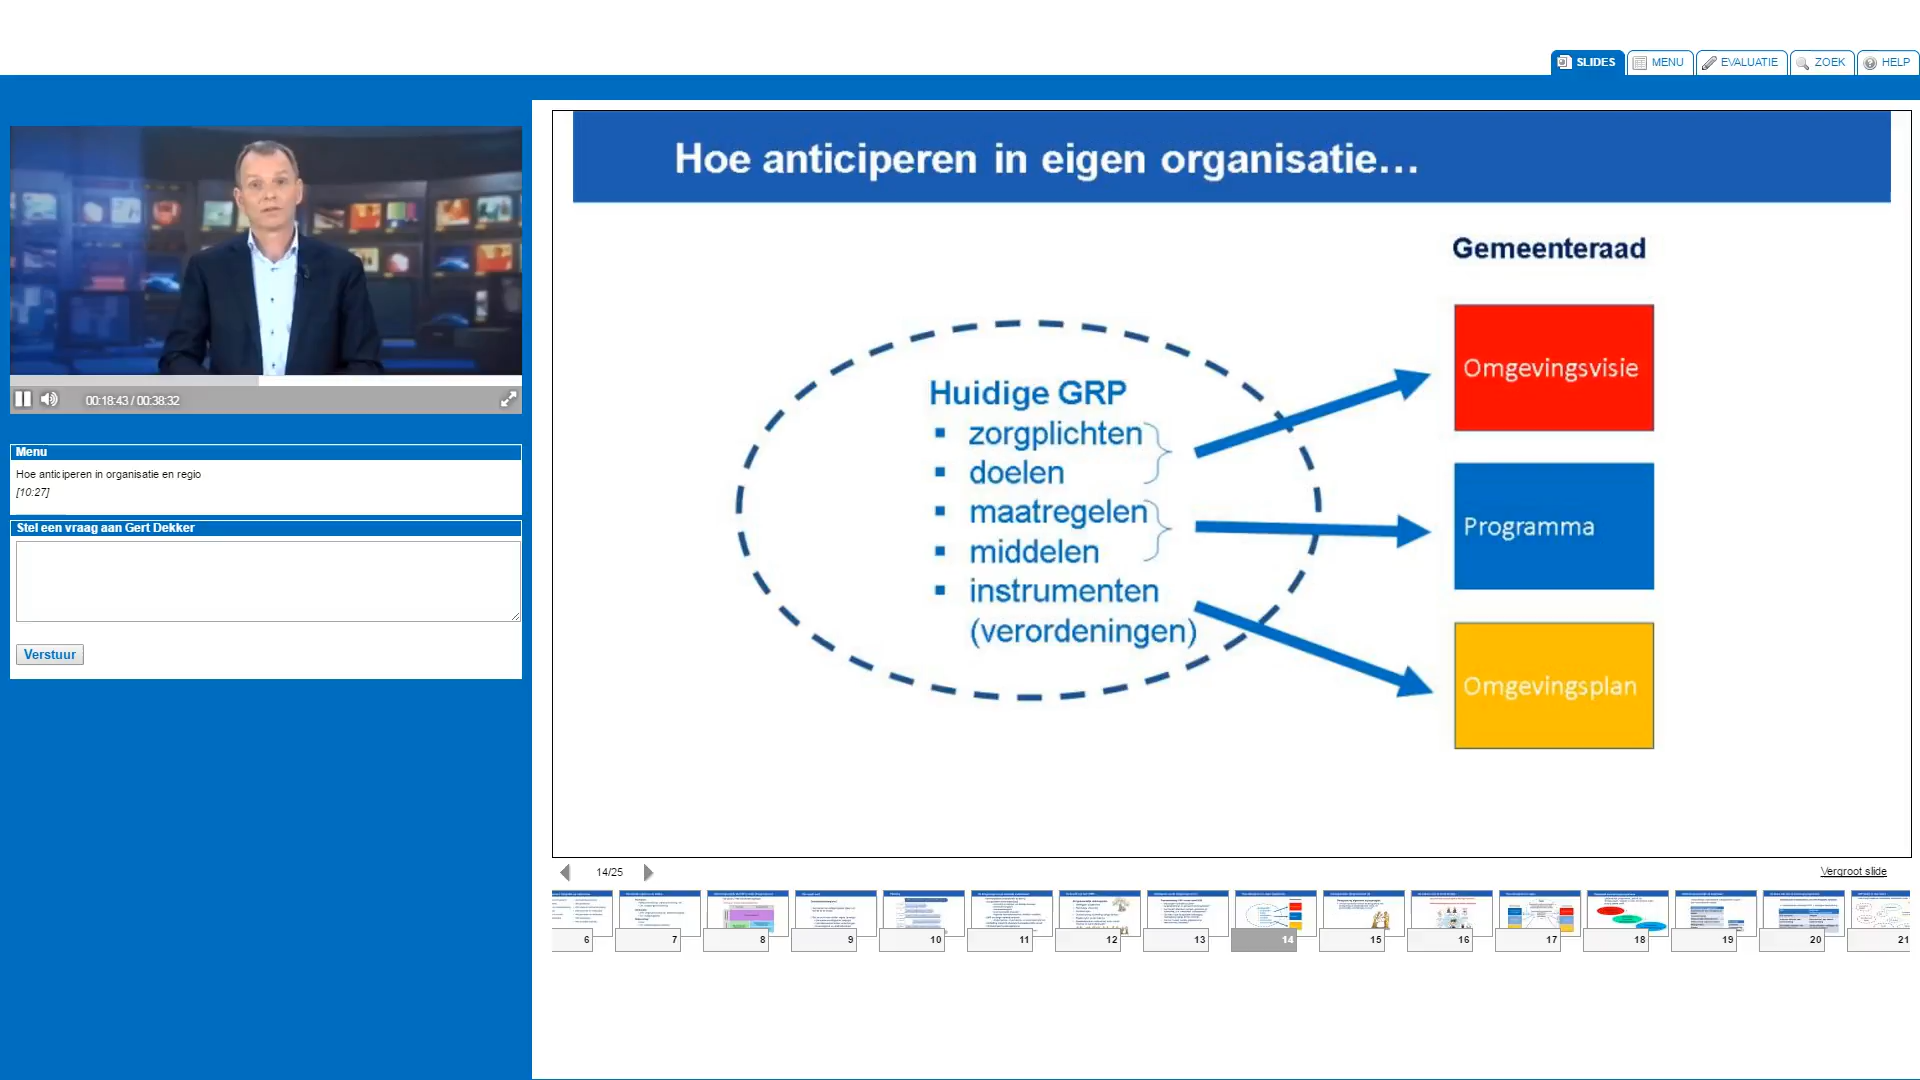 SLIDES
MENU
EVALUATIE
ZOEK
HELP
00:18:43 / 00:38:32
Menu
Hoe anticiperen in organisatie en regio
[10:27]
Stel een vraag aan Gert Dekker
Verstuur
Hoe anticiperen in eigen organisatie...
Gemeenteraad
Huidige GRP
▪ zorgplichten
▪ doelen
▪ maatregelen
▪ middelen
▪ instrumenten
(verordeningen)
Omgevingsvisie
Programma
Omgevingsplan
14/25
Vergroot slide
6
7
8
9
10
11
12
13
14
15
16
17
18
19
20
21